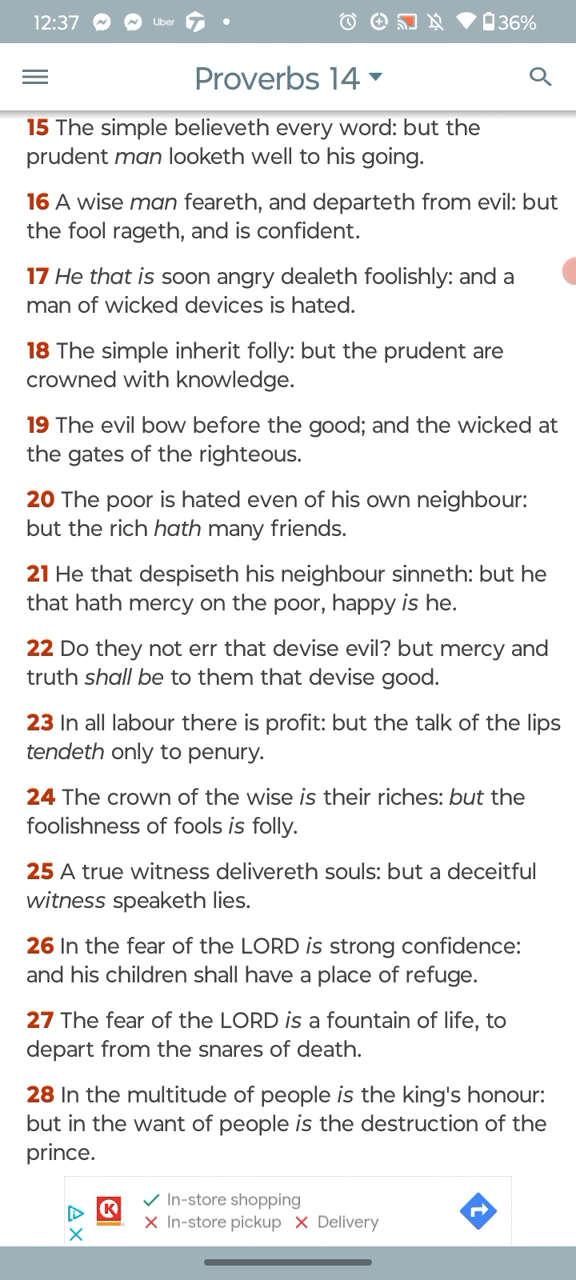 12:37 Uber 36%
Proverbs 14
15 The simple believeth every word: but the
prudent man looketh well to his going.
16 A wise man feareth, and departeth from evil: but
the fool rageth, and is confident.
17 He that is soon angry dealeth foolishly: and a
man of wicked devices is hated.
18 The simple inherit folly: but the prudent are
crowned with knowledge.
19 The evil bow before the good; and the wicked at
the gates of the righteous.
20 The poor is hated even of his own neighbour:
but the rich hath many friends.
21 He that despiseth his neighbour sinneth: but he
that hath mercy on the poor, happy is he.
22 Do they not err that devise evil? but mercy and
truth shall be to them that devise good.
23 In all labour there is profit: but the talk of the lips
tendeth only to penury.
24 The crown of the wise is their riches: but the
foolishness of fools is folly.
25 A true witness delivereth souls: but a deceitful
witness speaketh lies.
26 In the fear of the LORD is strong confidence:
and his children shall have a place of refuge.
27 The fear of the LORD is a fountain of life, to
depart from the snares of death.
28 In the multitude of people is the king's honour:
but in the want of people is the destruction of the
prince.
K
In-store shopping
In-store pickup Delivery